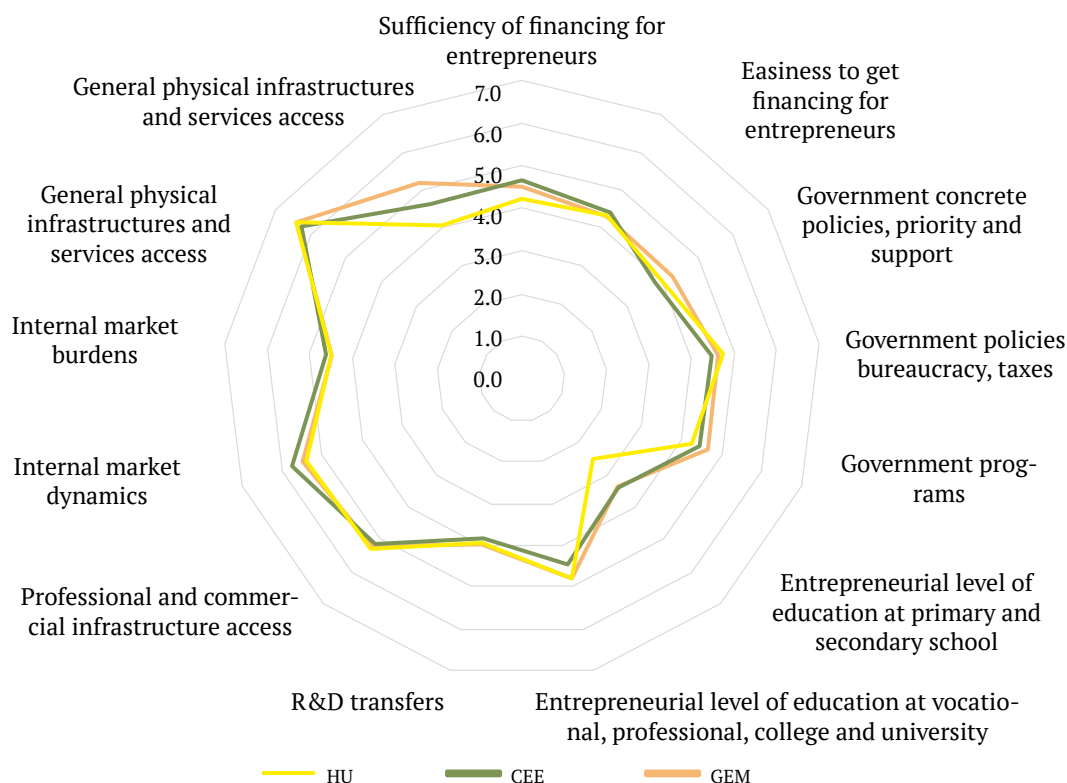 Sufficiency of financing for
entrepreneurs
Easiness to get
financing for
entrepreneurs
General physical infrastructures
and services access
7.0
6.0
5.0
4.0
3.0
2.0
1.0
0.0
General physical
infrastructures and
services access
Government concrete
policies, priority and
support
Internal market
burdens
Government policies
bureaucracy, taxes
Internal market
dynamics
Government prog-
rams
Professional and commer-
cial infrastructure access
Entrepreneurial level of
education at primary and
secondary school
R&D transfers
Entrepreneurial level of education at vocatio-
nal, professional, college and university
HU
CEE
GEM